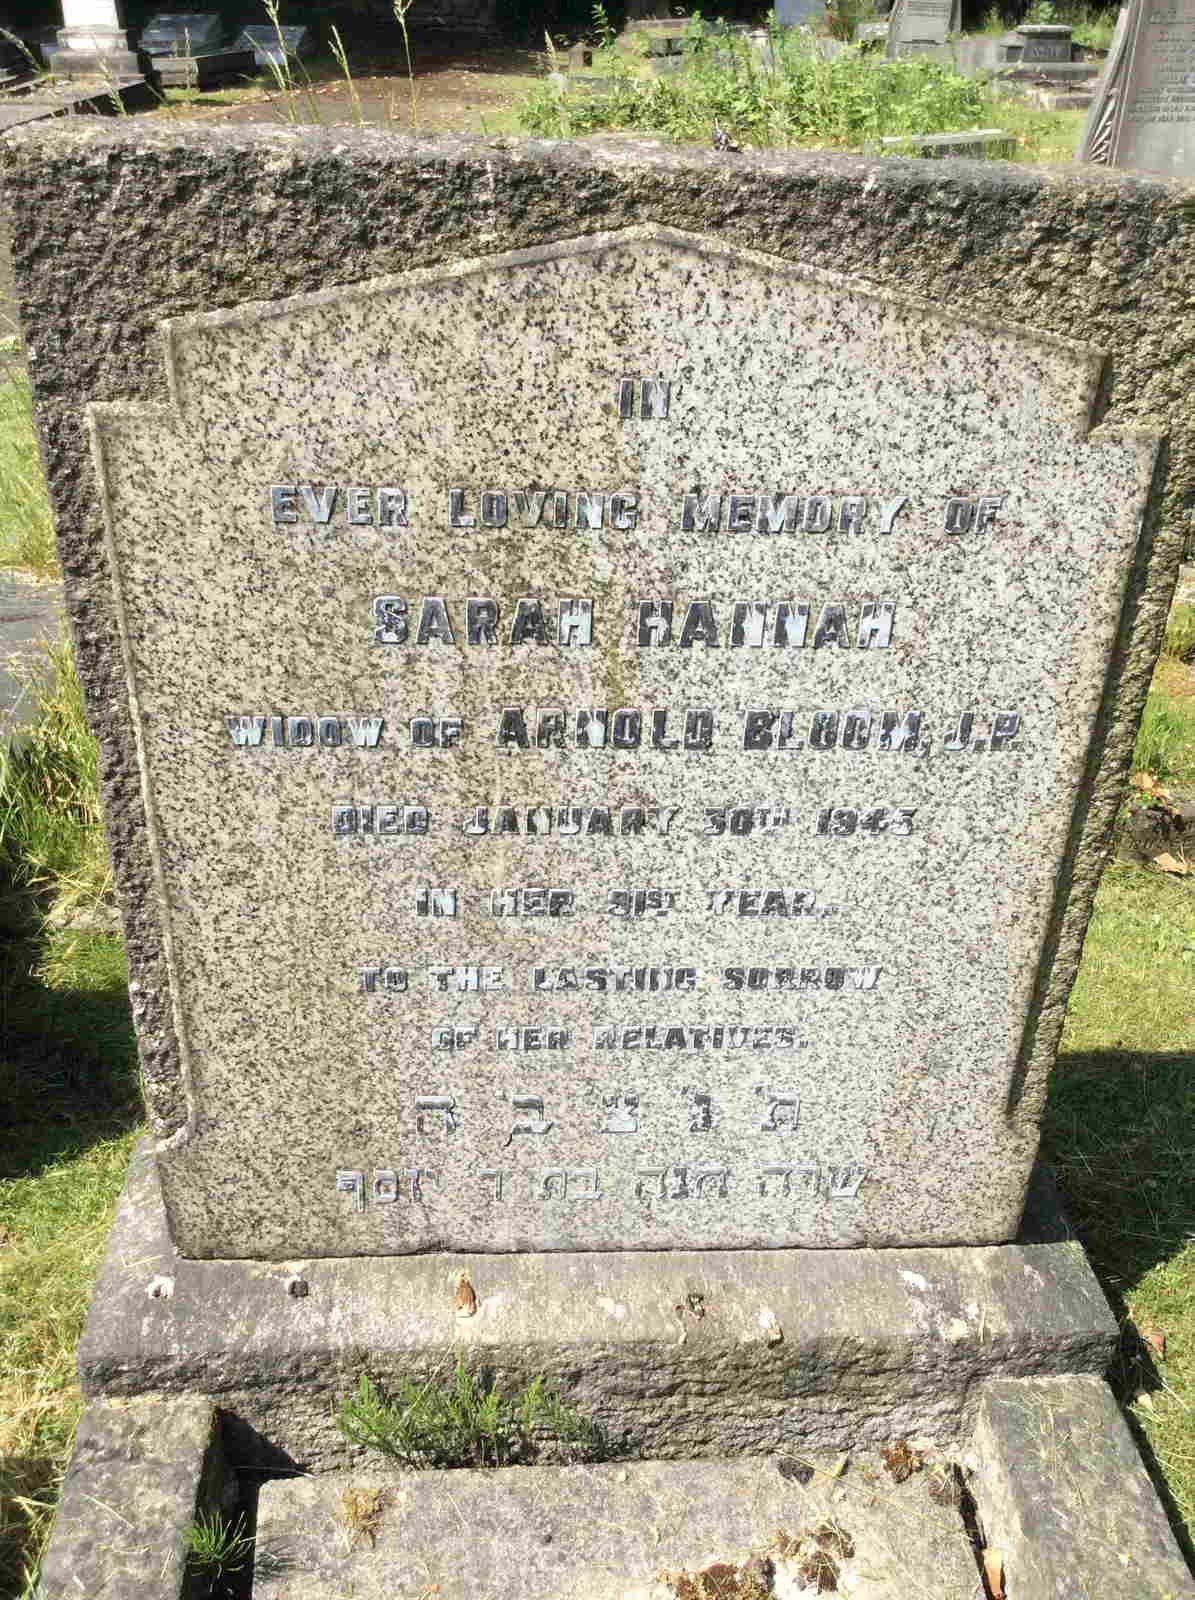 IN
EVER LOVING MEMORY OF
SARAH HANNAH
WIDOW OF ARNOLD BLOOM, J.P.
DIED JANUARY 30TH 1943
IN HER 81ST YEAR.
TO THE LASTING SORROW
OF HER RELATIVES.
ת נ צ ב ה
שרה חנה בת ר יוסף